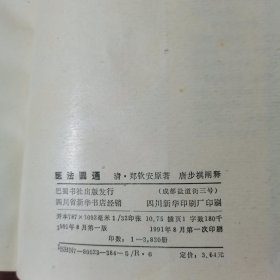 医法圆通 清·郑钦安原著 唐步祺阐释
巴蜀书社出版发行 (成都盐道街三号)
四川省新华书店经销 四川新华印刷厂印刷
开本787×1092毫米1/32印张 10.75 插页1 字数180千
1991年8月第一版 1991年8月第一次印刷
印数:1—3,820册
ISBN7-80523-384-6/R·6 定价:3.64元